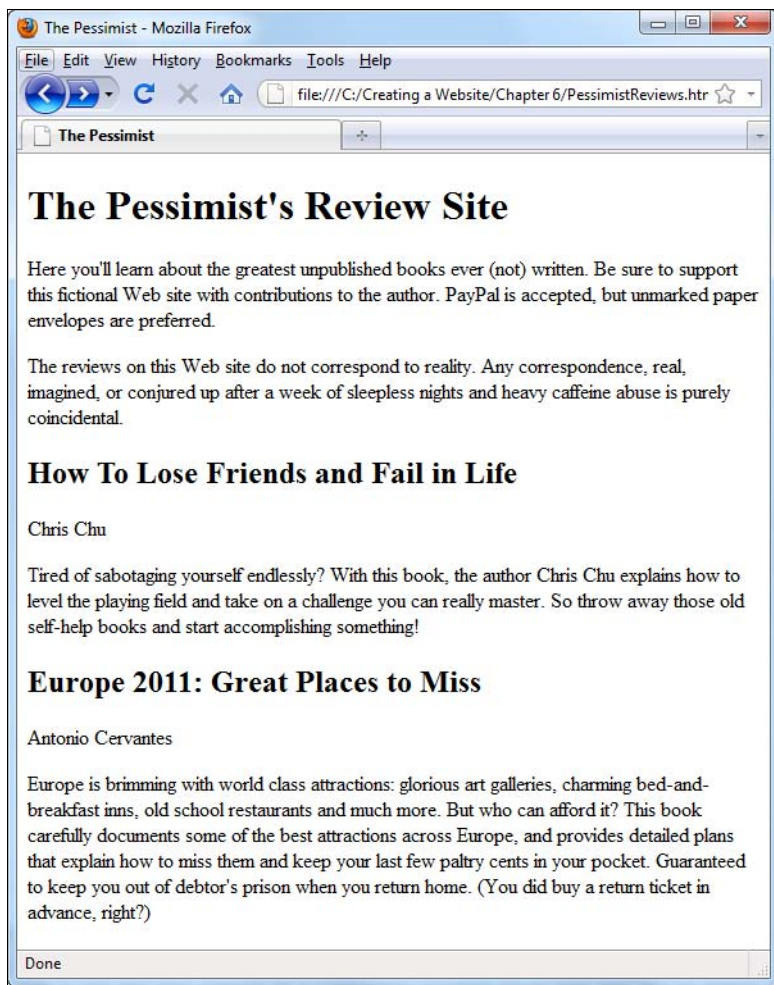 The Pessimist - Mozilla Firefox
File Edit View History Bookmarks Tools Help
file:///C:/Creating a Website/Chapter 6/PessimistReviews.htr
The Pessimist
The Pessimist's Review Site
Here you'll learn about the greatest unpublished books ever (not) written. Be sure to support
this fictional Web site with contributions to the author. PayPal is accepted, but unmarked paper
envelopes are preferred.
The reviews on this Web site do not correspond to reality. Any correspondence, real,
imagined, or conjured up after a week of sleepless nights and heavy caffeine abuse is purely
coincidental.
How To Lose Friends and Fail in Life
Chris Chu
Tired of sabotaging yourself endlessly? With this book, the author Chris Chu explains how to
level the playing field and take on a challenge you can really master. So throw away those old
self-help books and start accomplishing something!
Europe 2011: Great Places to Miss
Antonio Cervantes
Europe is brimming with world class attractions: glorious art galleries, charming bed-and-
breakfast inns, old school restaurants and much more. But who can afford it? This book
carefully documents some of the best attractions across Europe, and provides detailed plans
that explain how to miss them and keep your last few paltry cents in your pocket. Guaranteed
to keep you out of debtor's prison when you return home. (You did buy a return ticket in
advance, right?)
Done